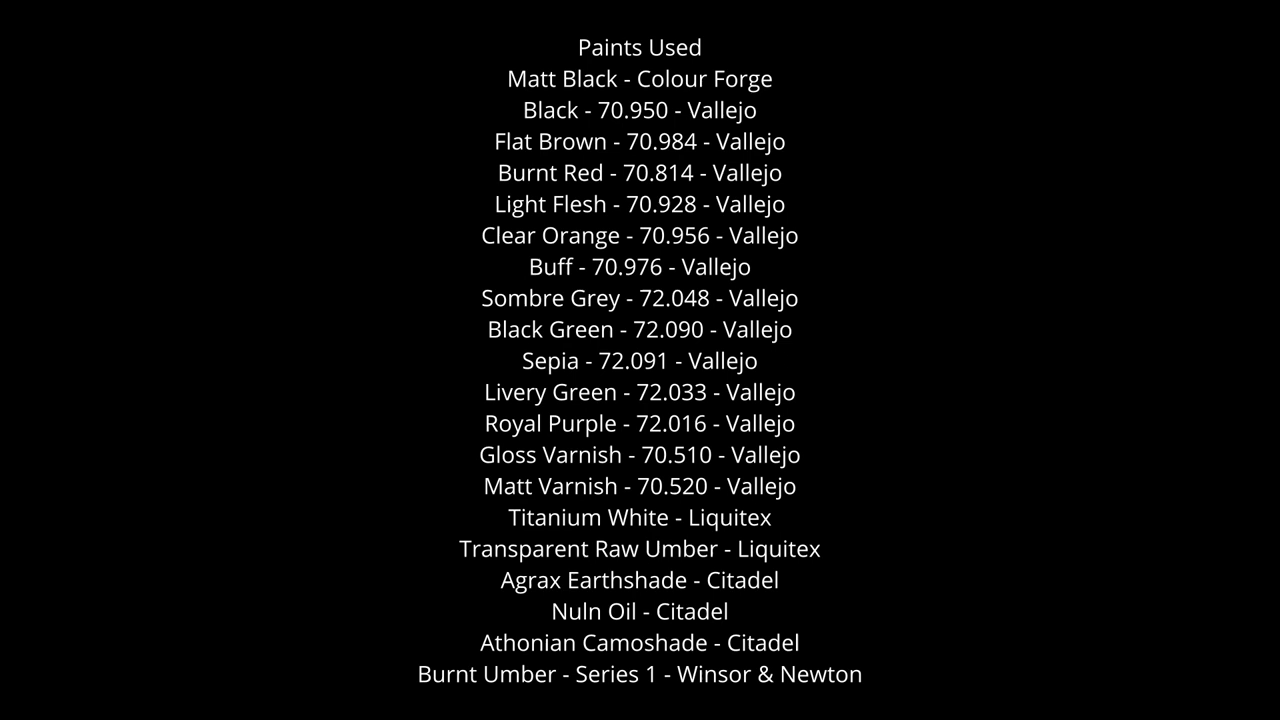 Paints Used
Matt Black - Colour Forge
Black - 70.950 - Vallejo
Flat Brown - 70.984 - Vallejo
Burnt Red - 70.814 - Vallejo
Light Flesh - 70.928 - Vallejo
Clear Orange - 70.956 - Vallejo
Buff - 70.976 - Vallejo
Sombre Grey - 72.048 - Vallejo
Black Green - 72.090 - Vallejo
Sepia - 72.091 - Vallejo
Livery Green - 72.033 - Vallejo
Royal Purple - 72.016 - Vallejo
Gloss Varnish - 70.510 - Vallejo
Matt Varnish - 70.520 - Vallejo
Titanium White - Liquitex
Transparent Raw Umber - Liquitex
Agrax Earthshade - Citadel
Nuln Oil - Citadel
Athonian Camoshade - Citadel
Burnt Umber - Series 1 - Winsor & Newton